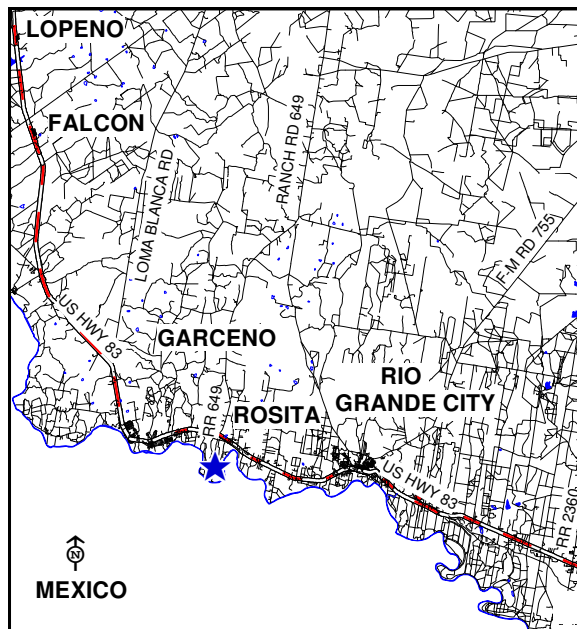 LOPENO
FALCON
LOMA BLANCA RD
RANCH RD 649
F-M RD 755
US HWY 83
GARCENO
RR 649
ROSITA
RIO
GRANDE CITY
US HWY 83
RR 2360
N
MEXICO